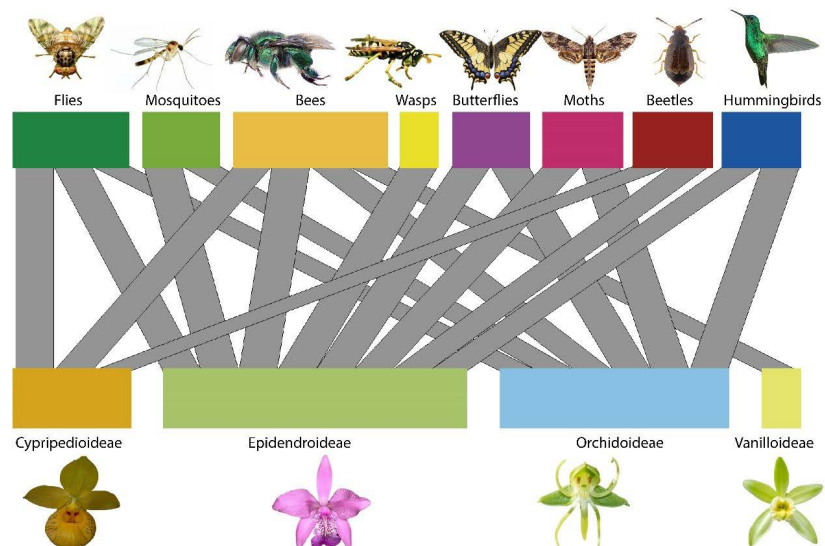 Flies Mosquitoes Bees Wasps Butterflies Moths Beetles Hummingbirds
Cypripedioideae Epidendroideae Orchidoideae Vanilloideae